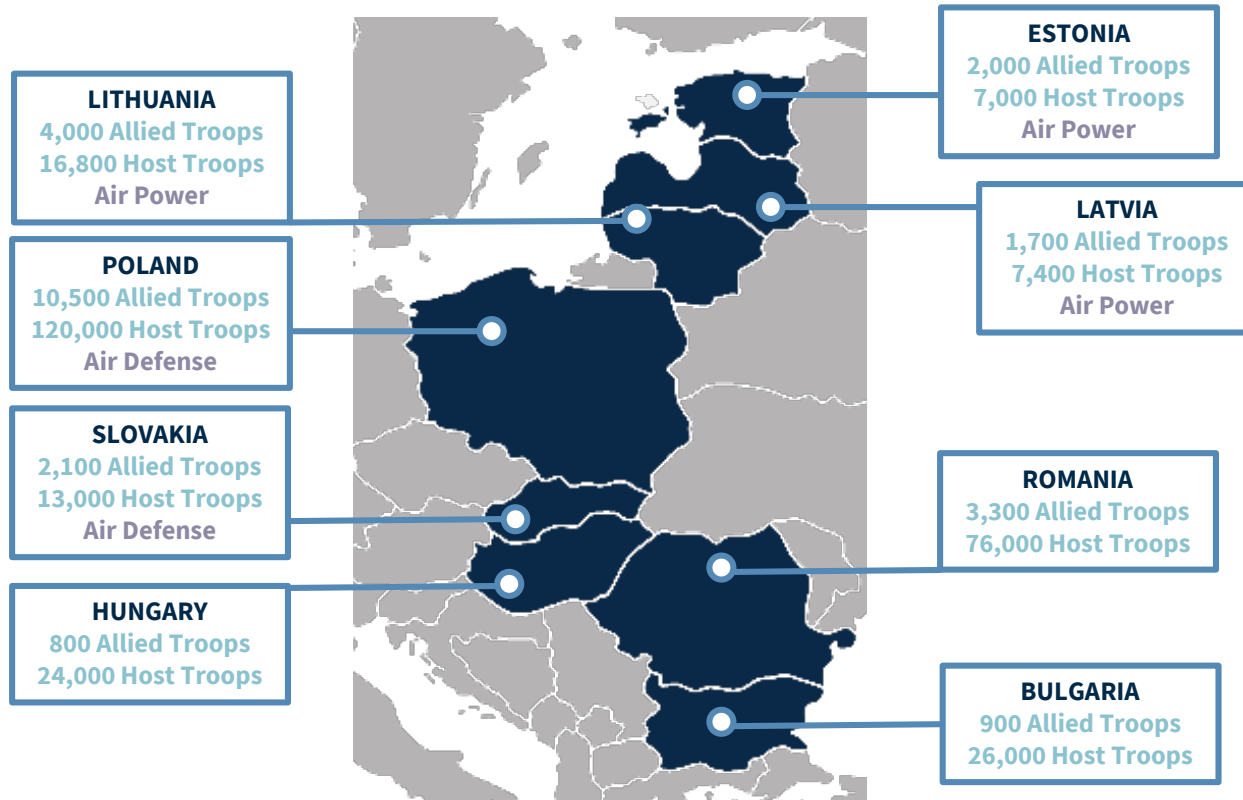 LITHUANIA
4,000 Allied Troops
16,800 Host Troops
Air Power
POLAND
10,500 Allied Troops
120,000 Host Troops
Air Defense
SLOVAKIA
2,100 Allied Troops
13,000 Host Troops
Air Defense
HUNGARY
800 Allied Troops
24,000 Host Troops
ESTONIA
2,000 Allied Troops
7,000 Host Troops
Air Power
LATVIA
1,700 Allied Troops
7,400 Host Troops
Air Power
ROMANIA
3,300 Allied Troops
76,000 Host Troops
BULGARIA
900 Allied Troops
26,000 Host Troops